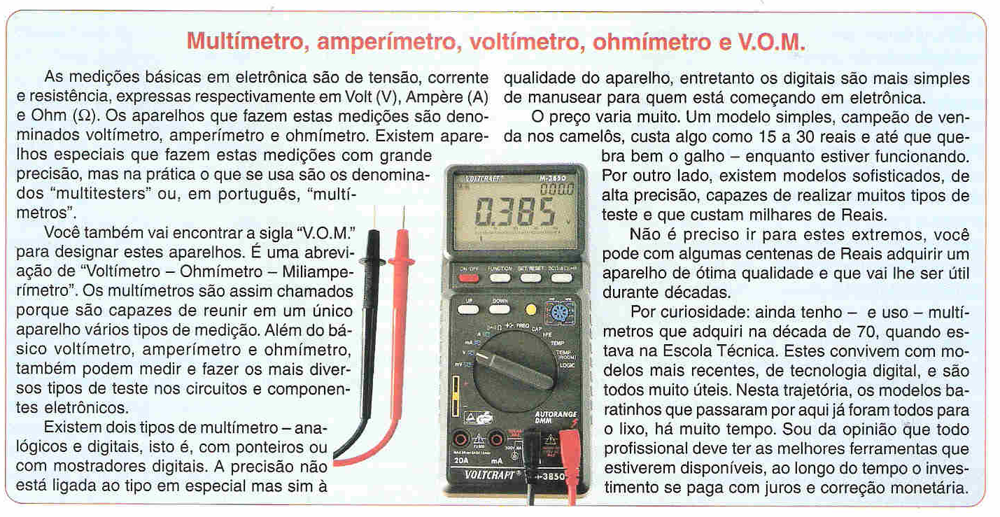 Multímetro, amperímetro, voltímetro, ohmímetro e V.O.M.
As medições básicas em eletrônica são de tensão, corrente
e resistência, expressas respectivamente em Volt (V), Ampère (A)
e Ohm (Ω). Os aparelhos que fazem estas medições são deno-
minados voltímetro, amperímetro e ohmímetro. Existem apare-
lhos especiais que fazem estas medições com grande
precisão, mas na prática o que se usa são os denomina-
dos “multitesters” ou, em português, “multí-
metros”.
Você também vai encontrar a sigla “V.O.M.”
para designar estes aparelhos. É uma abrevi-
ação de “Voltímetro – Ohmímetro – Miliampe-
rímetro”. Os multímetros são assim chamados
porque são capazes de reunir em um único
aparelho vários tipos de medição. Além do bá-
sico voltímetro, amperímetro e ohmímetro,
também podem medir e fazer os mais diver-
sos tipos de teste nos circuitos e componen-
tes eletrônicos.
Existem dois tipos de multímetro – ana-
lógicos e digitais, isto é, com ponteiros ou
com mostradores digitais. A precisão não
está ligada ao tipo em especial mas sim à
qualidade do aparelho, entretanto os digitais são mais simples
de manusear para quem está começando em eletrônica.
O preço varia muito. Um modelo simples, campeão de ven-
da nos camelôs, custa algo como 15 a 30 reais e até que que-
bra bem o galho – enquanto estiver funcionando.
Por outro lado, existem modelos sofisticados, de
alta precisão, capazes de realizar muitos tipos de
teste e que custam milhares de Reais.
Não é preciso ir para estes extremos, você
pode com algumas centenas de Reais adquirir um
aparelho de ótima qualidade e que vai lhe ser útil
durante décadas.
Por curiosidade: ainda tenho – e uso – multí-
metros que adquiri na década de 70, quando es-
tava na Escola Técnica. Estes convivem com mo-
delos mais recentes, de tecnologia digital, e são
todos muito úteis. Nesta trajetória, os modelos ba-
ratinhos que passaram por aqui já foram todos para
o lixo, há muito tempo. Sou da opinião que todo
profissional deve ter as melhores ferramentas que
estiverem disponíveis, ao longo do tempo o inves-
timento se paga com juros e correção monetária.
VOLTCRAFT M-3850
000.0
0.385 V
ON/OFF FUNCTION SET/RESET
UP DOWN
FREQ CAP
A hFE
mA TEMP
V TEMP (ROOM)
mV LOGIC
AUTORANGE
DMM
20A mA
VOLTCRAFT® M-3850